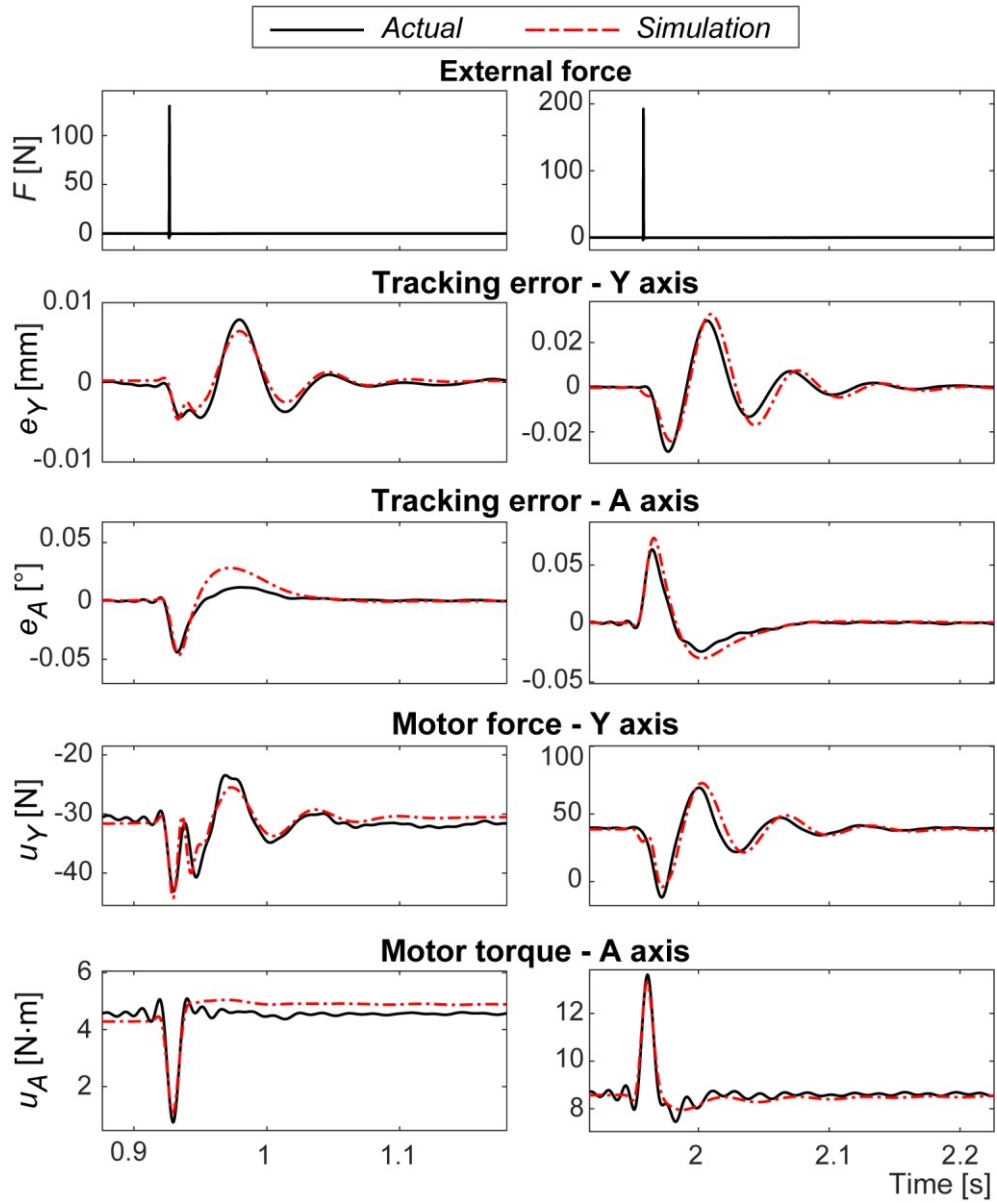 Actual Simulation
External force
F [N]
100
50
0
200
100
0
Tracking error - Y axis
e_Y [mm]
0.01
0
-0.01
0.02
0
-0.02
Tracking error - A axis
e_A [°]
0.05
0
-0.05
0.05
0
-0.05
Motor force - Y axis
u_Y [N]
-20
-30
-40
100
50
0
Motor torque - A axis
u_A [N·m]
6
4
2
12
10
8
0.9 1 1.1
2 2.1 2.2
Time [s]